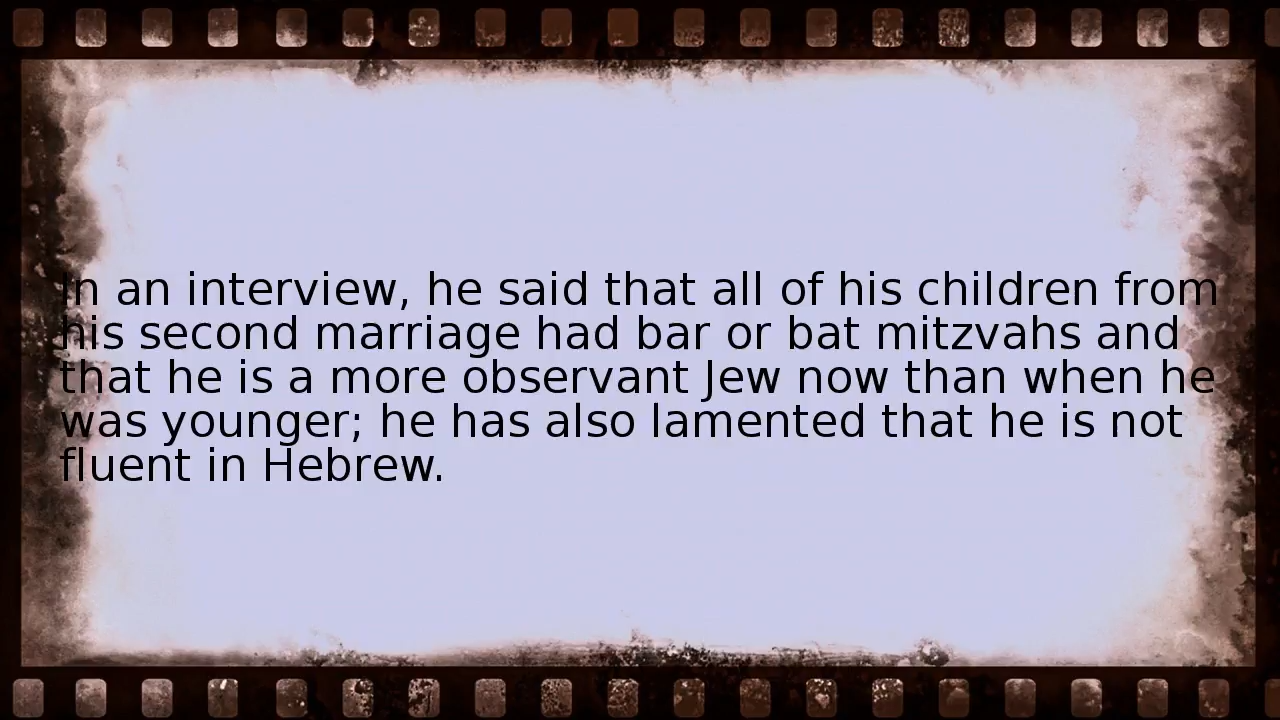 In an interview, he said that all of his children from
his second marriage had bar or bat mitzvahs and
that he is a more observant Jew now than when he
was younger; he has also lamented that he is not
fluent in Hebrew.